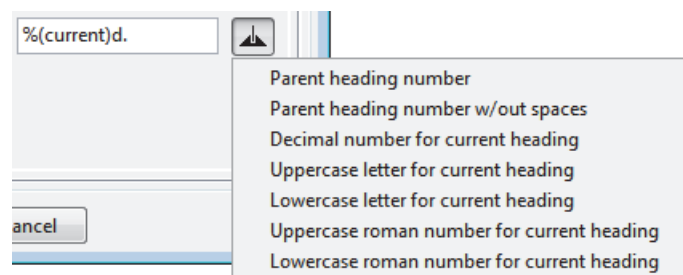 %(current)d.
Parent heading number
Parent heading number w/out spaces
Decimal number for current heading
Uppercase letter for current heading
Lowercase letter for current heading
ancel
Uppercase roman number for current heading
Lowercase roman number for current heading